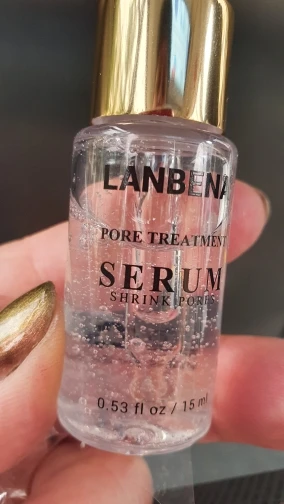 LANBENA
PORE TREATMENT
SERUM
SHRINK PORES
0.53 fl oz / 15 ml